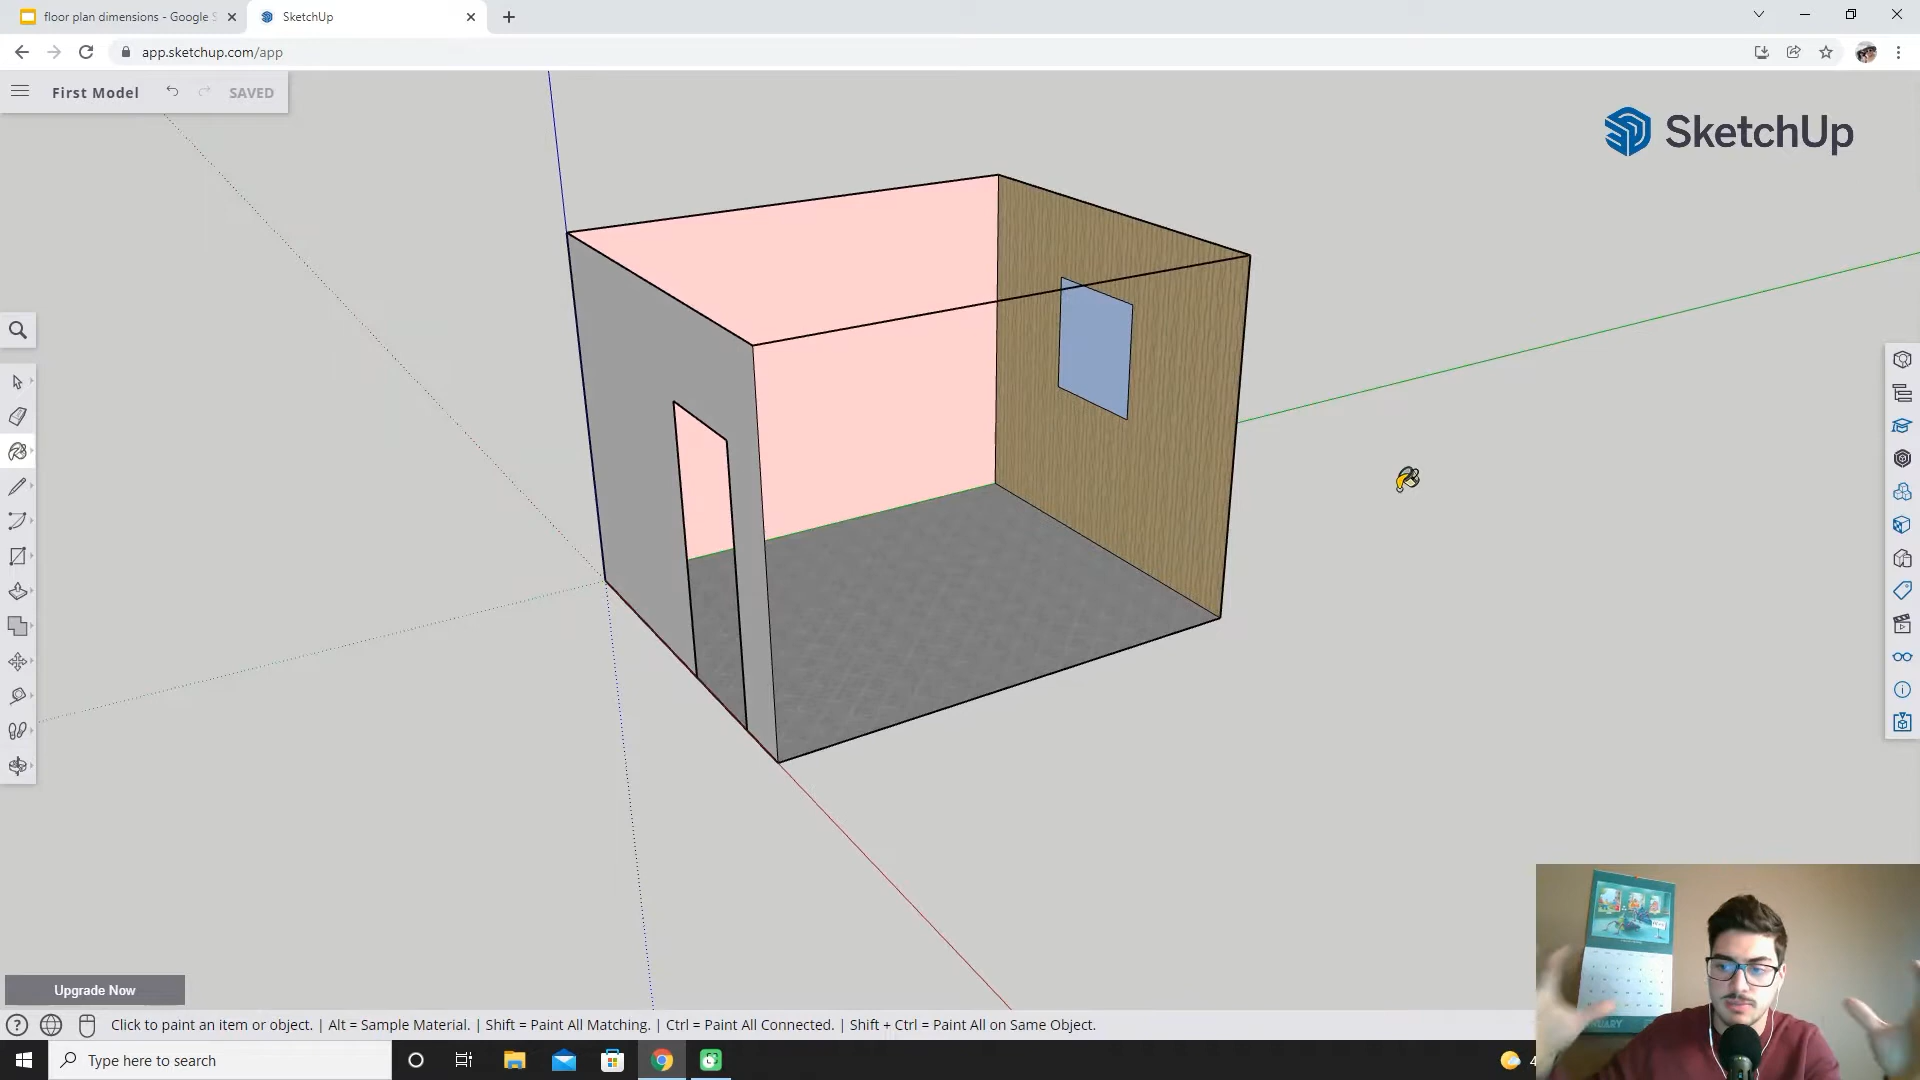 floor plan dimensions - Google S
SketchUp
app.sketchup.com/app
First Model
SAVED
SketchUp
Upgrade Now
Click to paint an item or object. | Alt = Sample Material. | Shift = Paint All Matching. | Ctrl = Paint All Connected. | Shift + Ctrl = Paint All on Same Object.
Type here to search